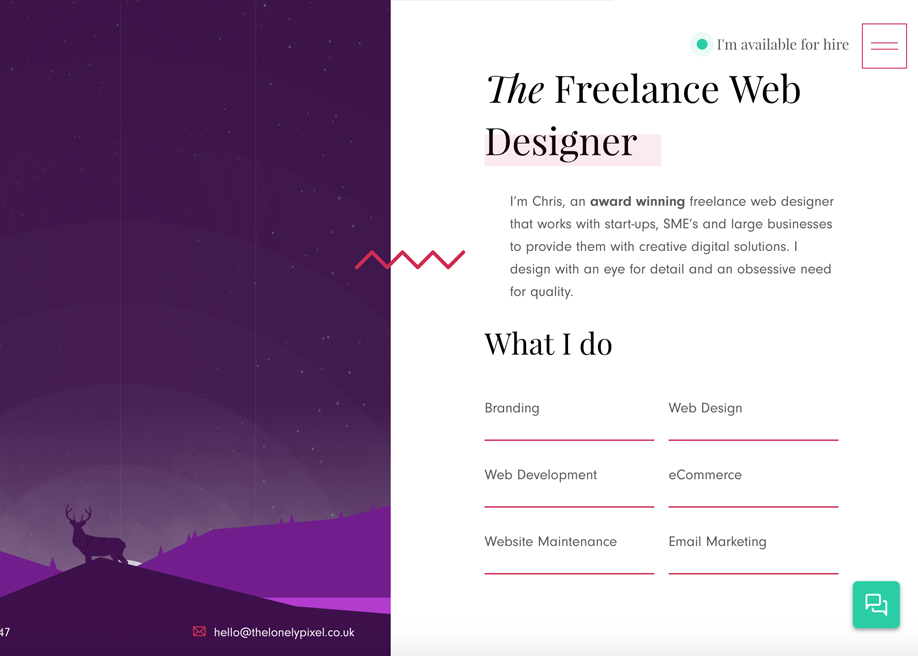 I'm available for hire
The Freelance Web
Designer
I’m Chris, an award winning freelance web designer
that works with start-ups, SME’s and large businesses
to provide them with creative digital solutions. I
design with an eye for detail and an obsessive need
for quality.
What I do
Branding
Web Design
Web Development
eCommerce
Website Maintenance
Email Marketing
47
hello@thelonelypixel.co.uk